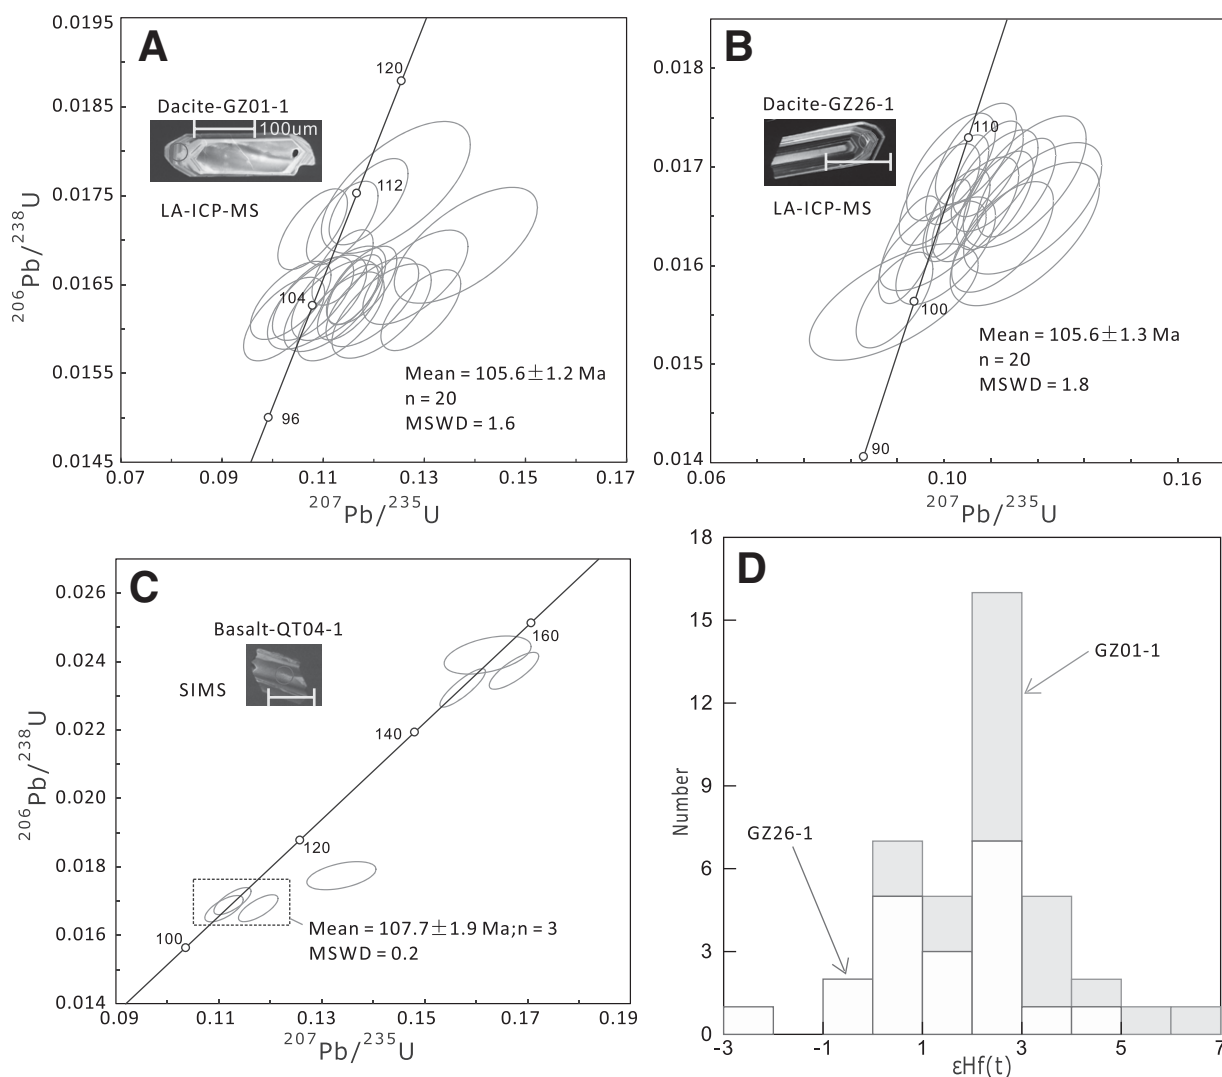 A
Dacite-GZ01-1
100um
LA-ICP-MS
120
112
104
96
Mean = 105.6±1.2 Ma
n = 20
MSWD = 1.6
0.0195
0.0185
0.0175
0.0165
0.0155
0.0145
0.07
0.09
0.11
0.13
0.15
0.17
206Pb/238U
207Pb/235U
B
Dacite-GZ26-1
LA-ICP-MS
110
100
90
Mean = 105.6±1.3 Ma
n = 20
MSWD = 1.8
0.018
0.017
0.016
0.015
0.014
0.06
0.10
0.16
207Pb/235U
C
Basalt-QT04-1
SIMS
160
140
120
100
Mean = 107.7±1.9 Ma;n = 3
MSWD = 0.2
0.026
0.024
0.022
0.020
0.018
0.016
0.014
0.09
0.11
0.13
0.15
0.17
0.19
206Pb/238U
207Pb/235U
D
GZ01-1
GZ26-1
18
15
12
9
6
3
0
Number
-3
-1
1
3
5
7
εHf(t)